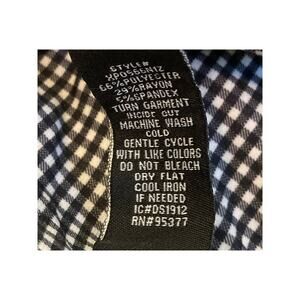 STYLE#
XP0566N1Z
66%POLYESTER
29%RAYON
5%SPANDEX
TURN GARMENT
INSIDE OUT
MACHINE WASH
COLD
GENTLE CYCLE
WITH LIKE COLORS
DO NOT BLEACH
DRY FLAT
COOL IRON
IF NEEDED
IC#DS1912
RN#95377